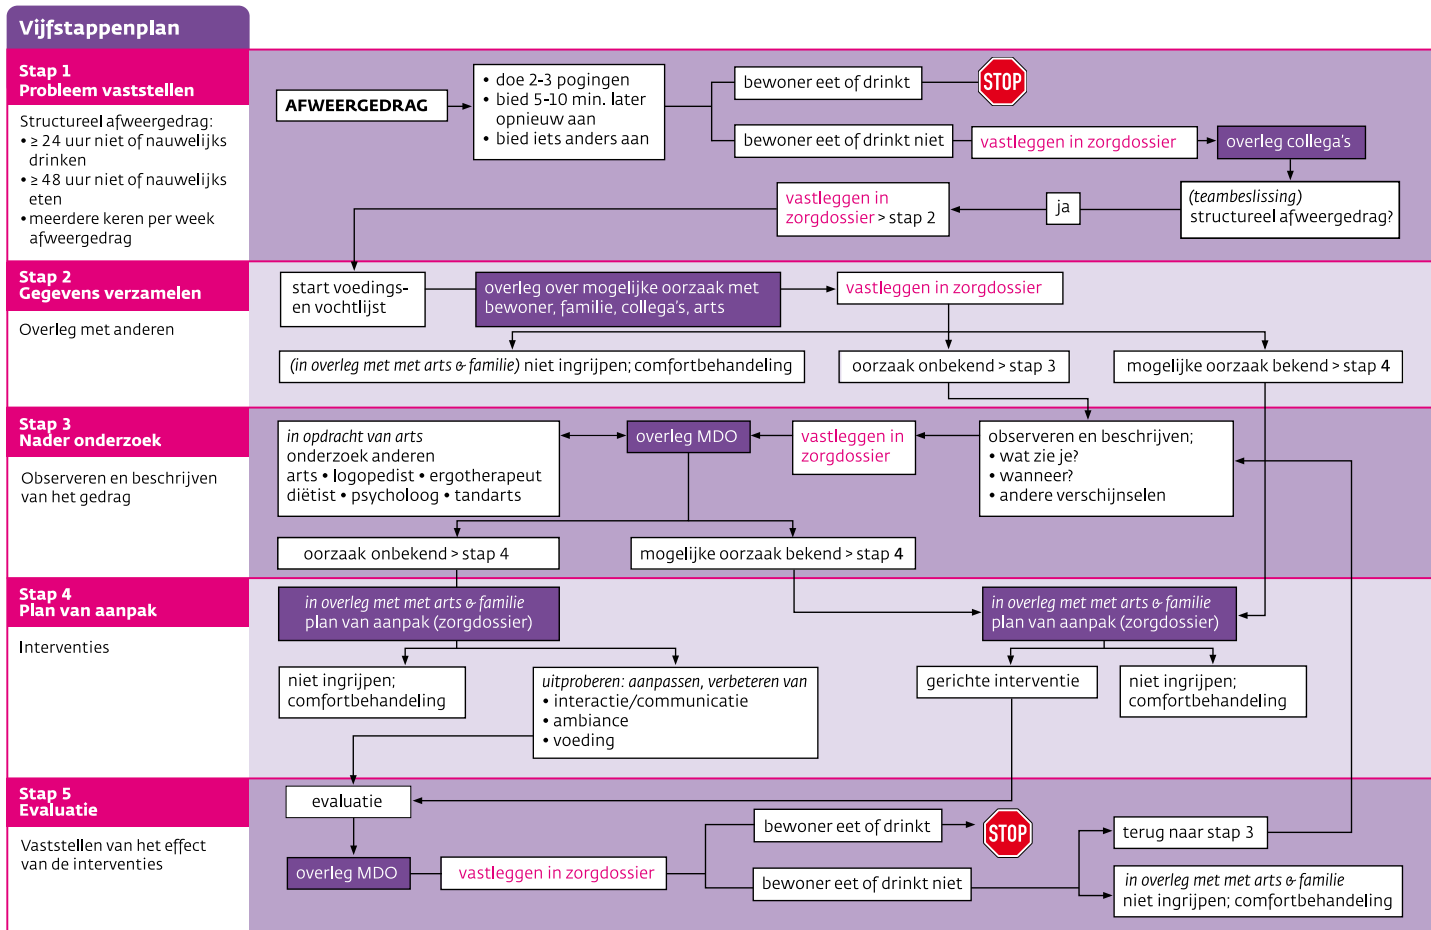 Vijfstappenplan
Stap 1
Probleem vaststellen
Structureel afweergedrag:
• ≥ 24 uur niet of nauwelijks
drinken
• ≥ 48 uur niet of nauwelijks
eten
• meerdere keren per week
afweergedrag
AFWEERGEDRAG
• doe 2-3 pogingen
• bied 5-10 min. later
opnieuw aan
• bied iets anders aan
bewoner eet of drinkt
STOP
bewoner eet of drinkt niet
vastleggen in zorgdossier
overleg collega's
(teambeslissing)
structureel afweergedrag?
ja
vastleggen in
zorgdossier > stap 2
Stap 2
Gegevens verzamelen
Overleg met anderen
start voedings-
en vochtlijst
overleg over mogelijke oorzaak met
bewoner, familie, collega's, arts
vastleggen in zorgdossier
(in overleg met met arts & familie) niet ingrijpen; comfortbehandeling
oorzaak onbekend > stap 3
mogelijke oorzaak bekend > stap 4
Stap 3
Nader onderzoek
Observeren en beschrijven
van het gedrag
in opdracht van arts
onderzoek anderen
arts • logopedist • ergotherapeut
diëtist • psycholoog • tandarts
overleg MDO
vastleggen in
zorgdossier
observeren en beschrijven;
• wat zie je?
• wanneer?
• andere verschijnselen
oorzaak onbekend > stap 4
mogelijke oorzaak bekend > stap 4
Stap 4
Plan van aanpak
Interventies
in overleg met met arts & familie
plan van aanpak (zorgdossier)
in overleg met met arts & familie
plan van aanpak (zorgdossier)
niet ingrijpen;
comfortbehandeling
uitproberen: aanpassen, verbeteren van
• interactie/communicatie
• ambiance
• voeding
gerichte interventie
niet ingrijpen;
comfortbehandeling
Stap 5
Evaluatie
Vaststellen van het effect
van de interventies
evaluatie
overleg MDO
vastleggen in zorgdossier
bewoner eet of drinkt
STOP
bewoner eet of drinkt niet
terug naar stap 3
in overleg met met arts & familie
niet ingrijpen; comfortbehandeling